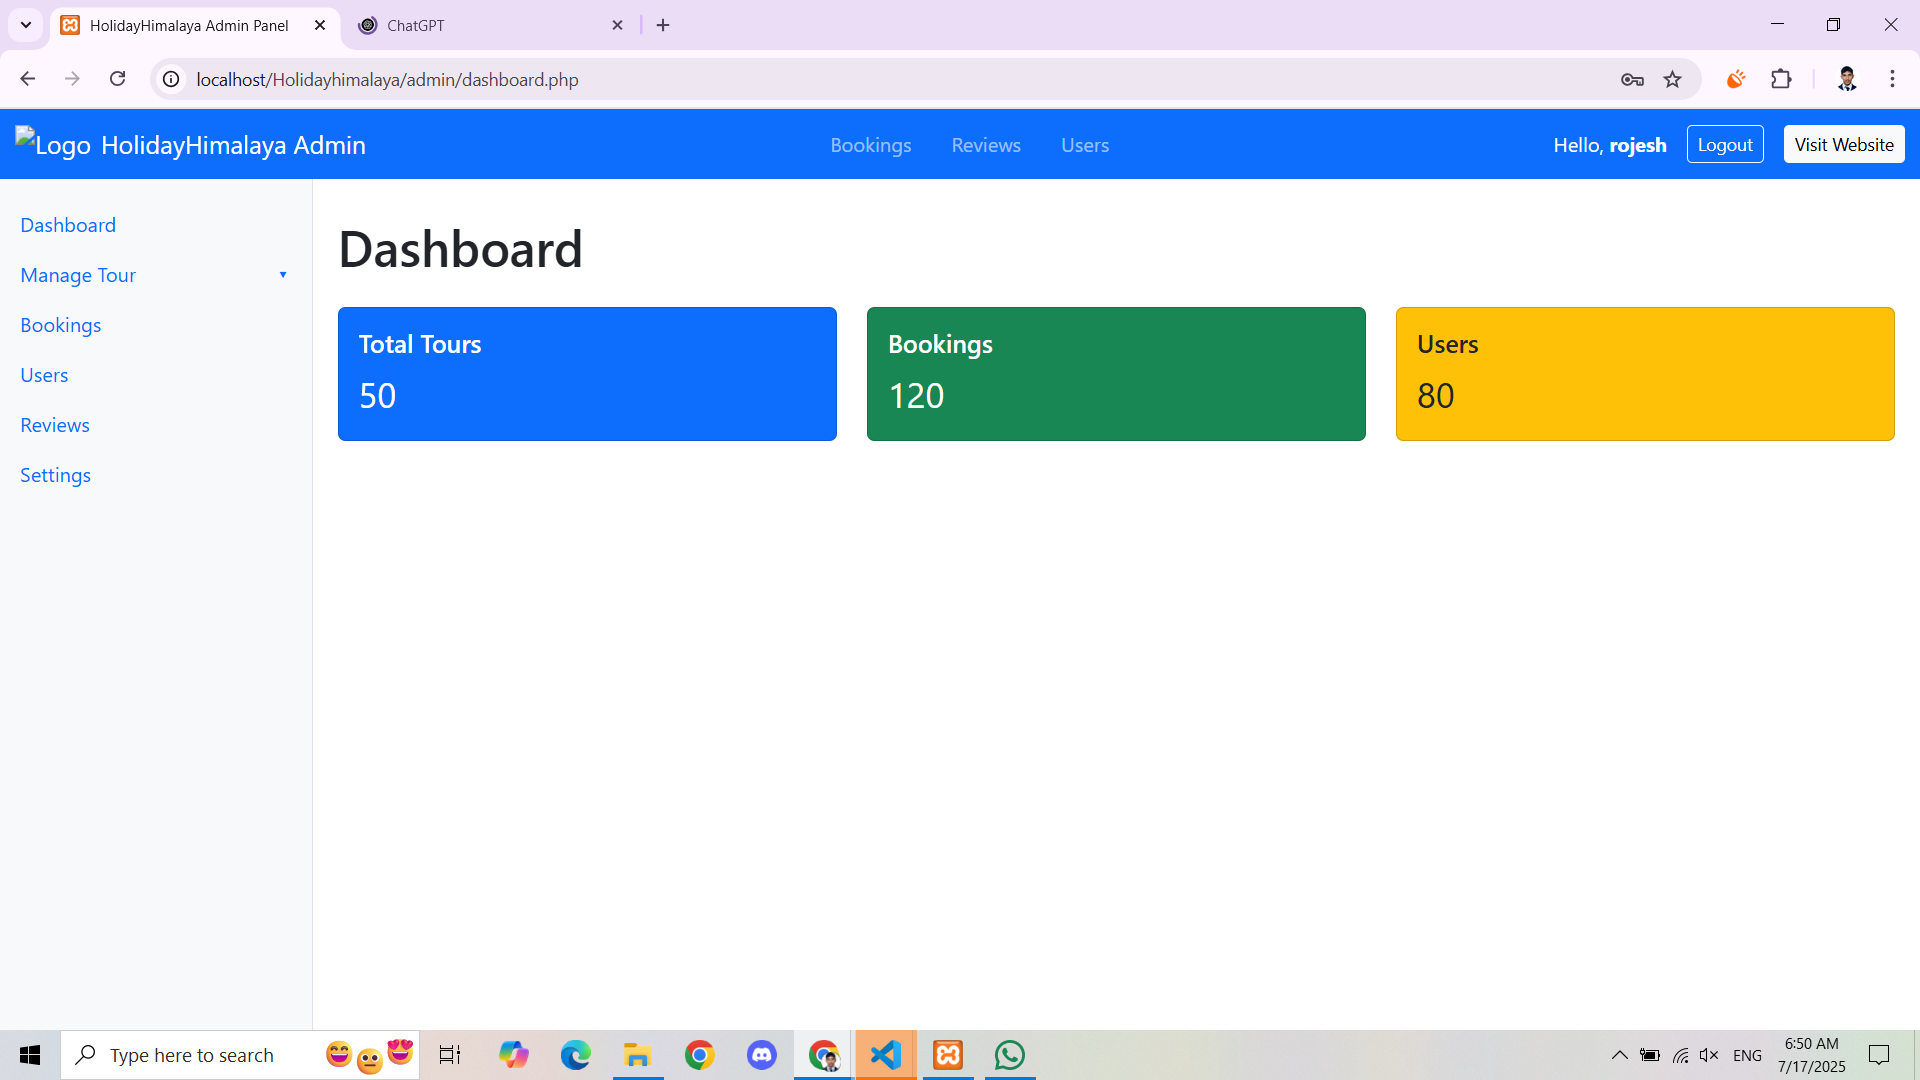 HolidayHimalaya Admin Panel
ChatGPT
localhost/Holidayhimalaya/admin/dashboard.php
Logo HolidayHimalaya Admin
Bookings Reviews Users
Hello, rojesh Logout Visit Website
Dashboard
Manage Tour
Bookings
Users
Reviews
Settings
Dashboard
Total Tours
50
Bookings
120
Users
80
Type here to search
ENG
6:50 AM
7/17/2025